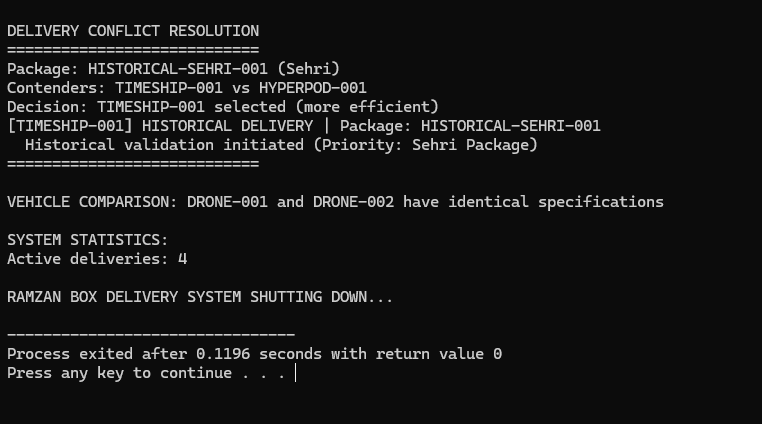 DELIVERY CONFLICT RESOLUTION
============================
Package: HISTORICAL-SEHRI-001 (Sehri)
Contenders: TIMESHIP-001 vs HYPERPOD-001
Decision: TIMESHIP-001 selected (more efficient)
[TIMESHIP-001] HISTORICAL DELIVERY | Package: HISTORICAL-SEHRI-001
  Historical validation initiated (Priority: Sehri Package)
============================
VEHICLE COMPARISON: DRONE-001 and DRONE-002 have identical specifications
SYSTEM STATISTICS:
Active deliveries: 4
RAMZAN BOX DELIVERY SYSTEM SHUTTING DOWN...
--------------------------------
Process exited after 0.1196 seconds with return value 0
Press any key to continue . . .